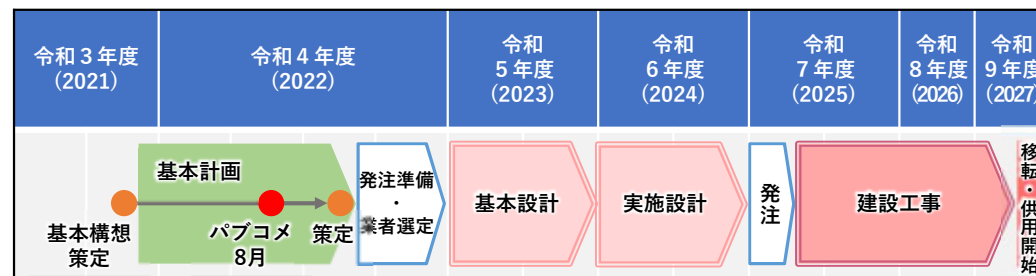 令和３年度
（2021）
令和４年度
（2022）
令和
５年度
（2023）
令和
６年度
（2024）
令和
７年度
（2025）
令和
８年度
（2026）
令和
９年度
（2027）
基本計画
基本構想
策定
パブコメ
8月
策定
発注準備
・
業者選定
基本設計
実施設計
発注
建設工事
移転・供用開始